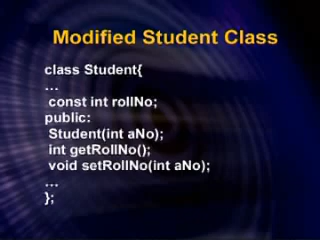 Modified Student Class
class Student{
…
const int rollNo;
public:
Student(int aNo);
int getRollNo();
void setRollNo(int aNo);
…
};